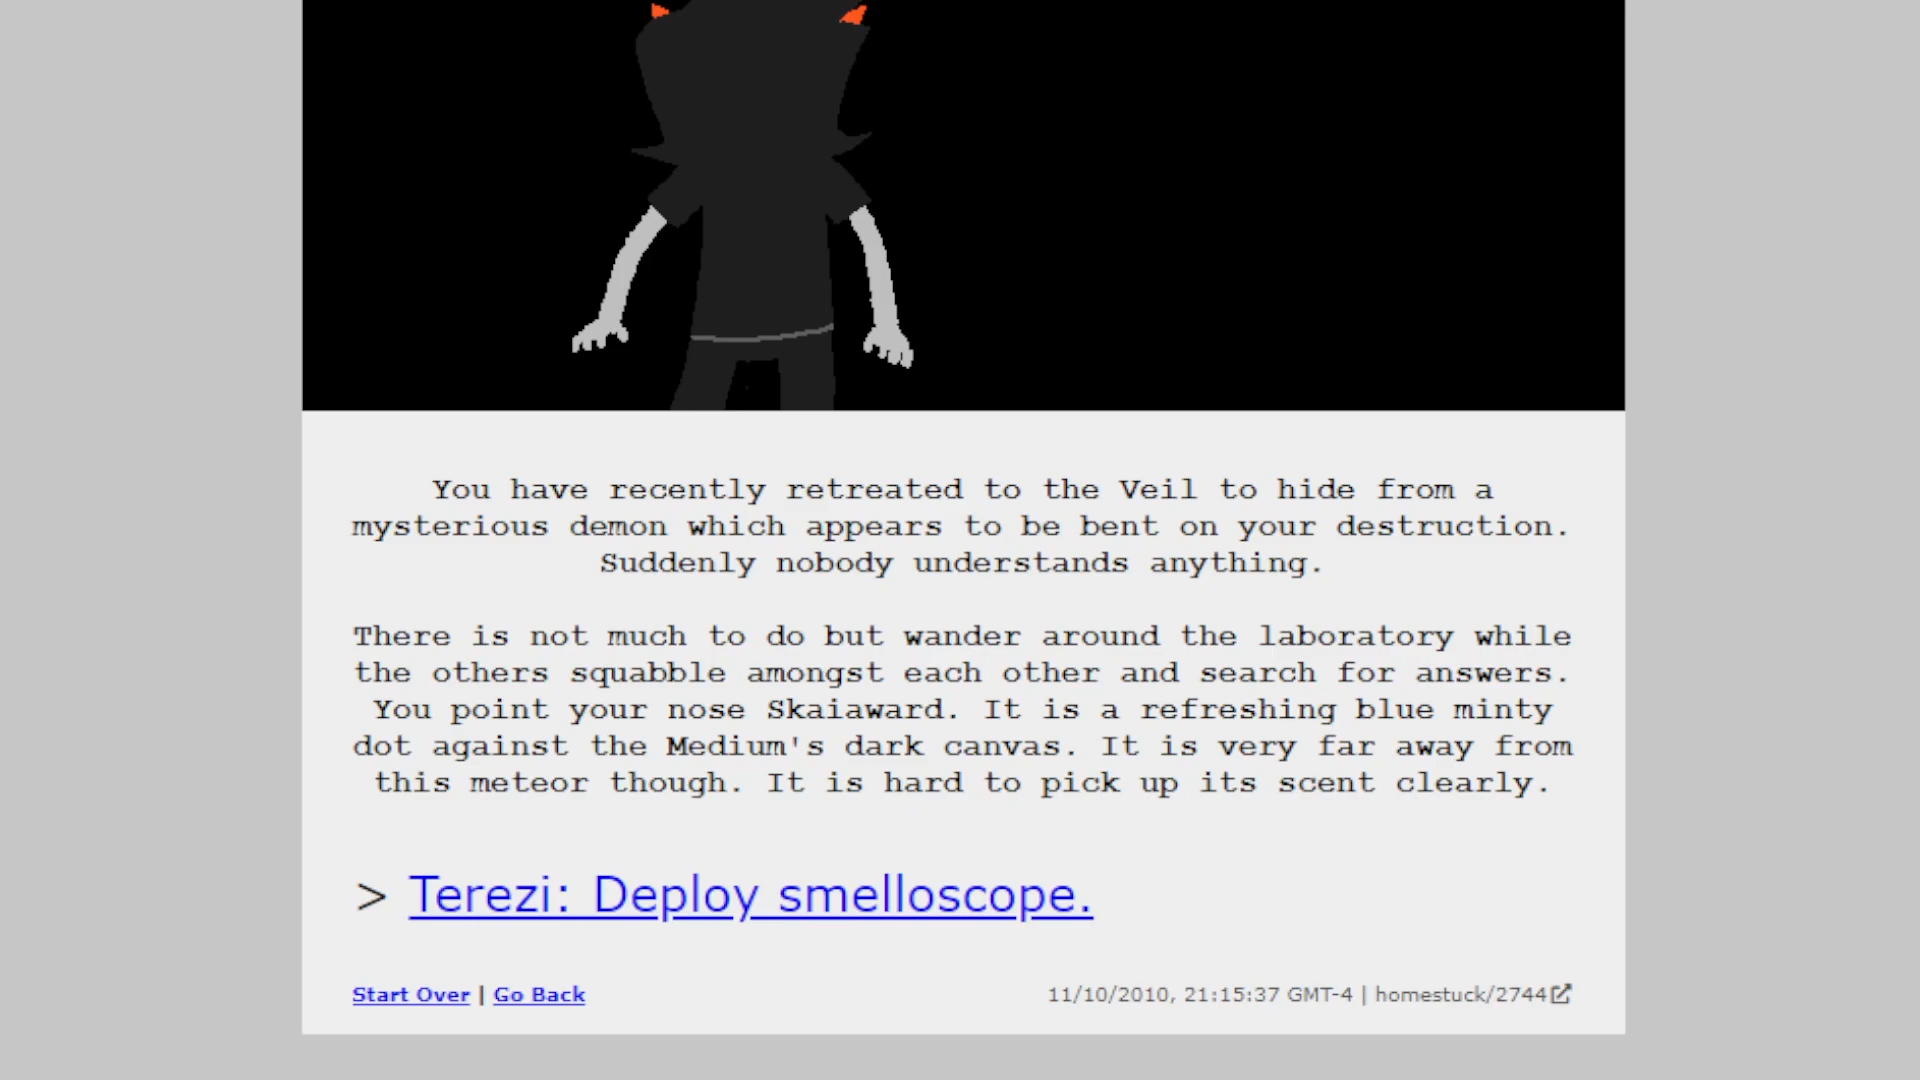 You have recently retreated to the Veil to hide from a
mysterious demon which appears to be bent on your destruction.
Suddenly nobody understands anything.
There is not much to do but wander around the laboratory while
the others squabble amongst each other and search for answers.
You point your nose Skaiaward. It is a refreshing blue minty
dot against the Medium's dark canvas. It is very far away from
this meteor though. It is hard to pick up its scent clearly.
> Terezi: Deploy smelloscope.
Start Over | Go Back
11/10/2010, 21:15:37 GMT-4 | homestuck/2744